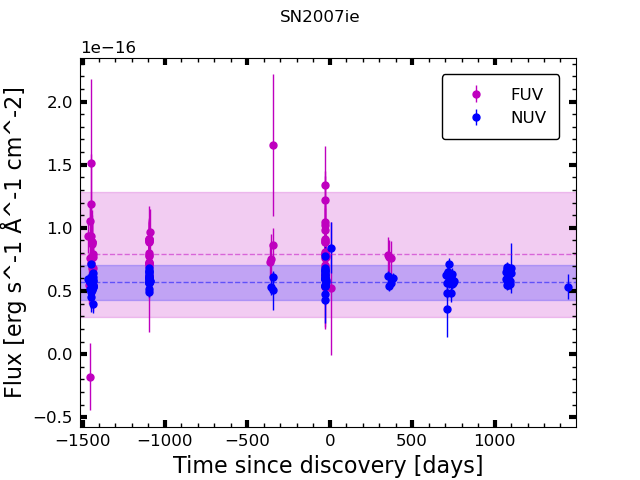 SN2007ie
1e−16
FUV
NUV
2.0
1.5
1.0
0.5
0.0
−0.5
−1500
−1000
−500
0
500
1000
Time since discovery [days]
Flux [erg s^-1 Å^-1 cm^-2]